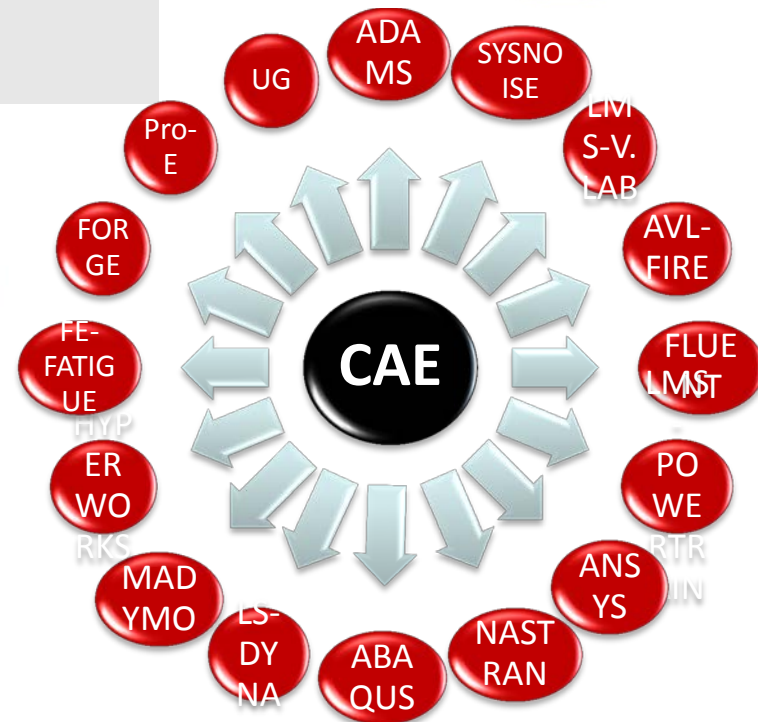 ADA
MS
SYSNO
ISE
LM
S-V.
LAB
AVL-
FIRE
FLUE
NT
LMS
-
PO
WE
RTR
IN
ANS
YS
NAST
RAN
ABA
QUS
LS-
DY
NA
MAD
YMO
HYP
ER
WO
RKS
FE-
FATIG
UE
FOR
GE
Pro-
E
UG
CAE